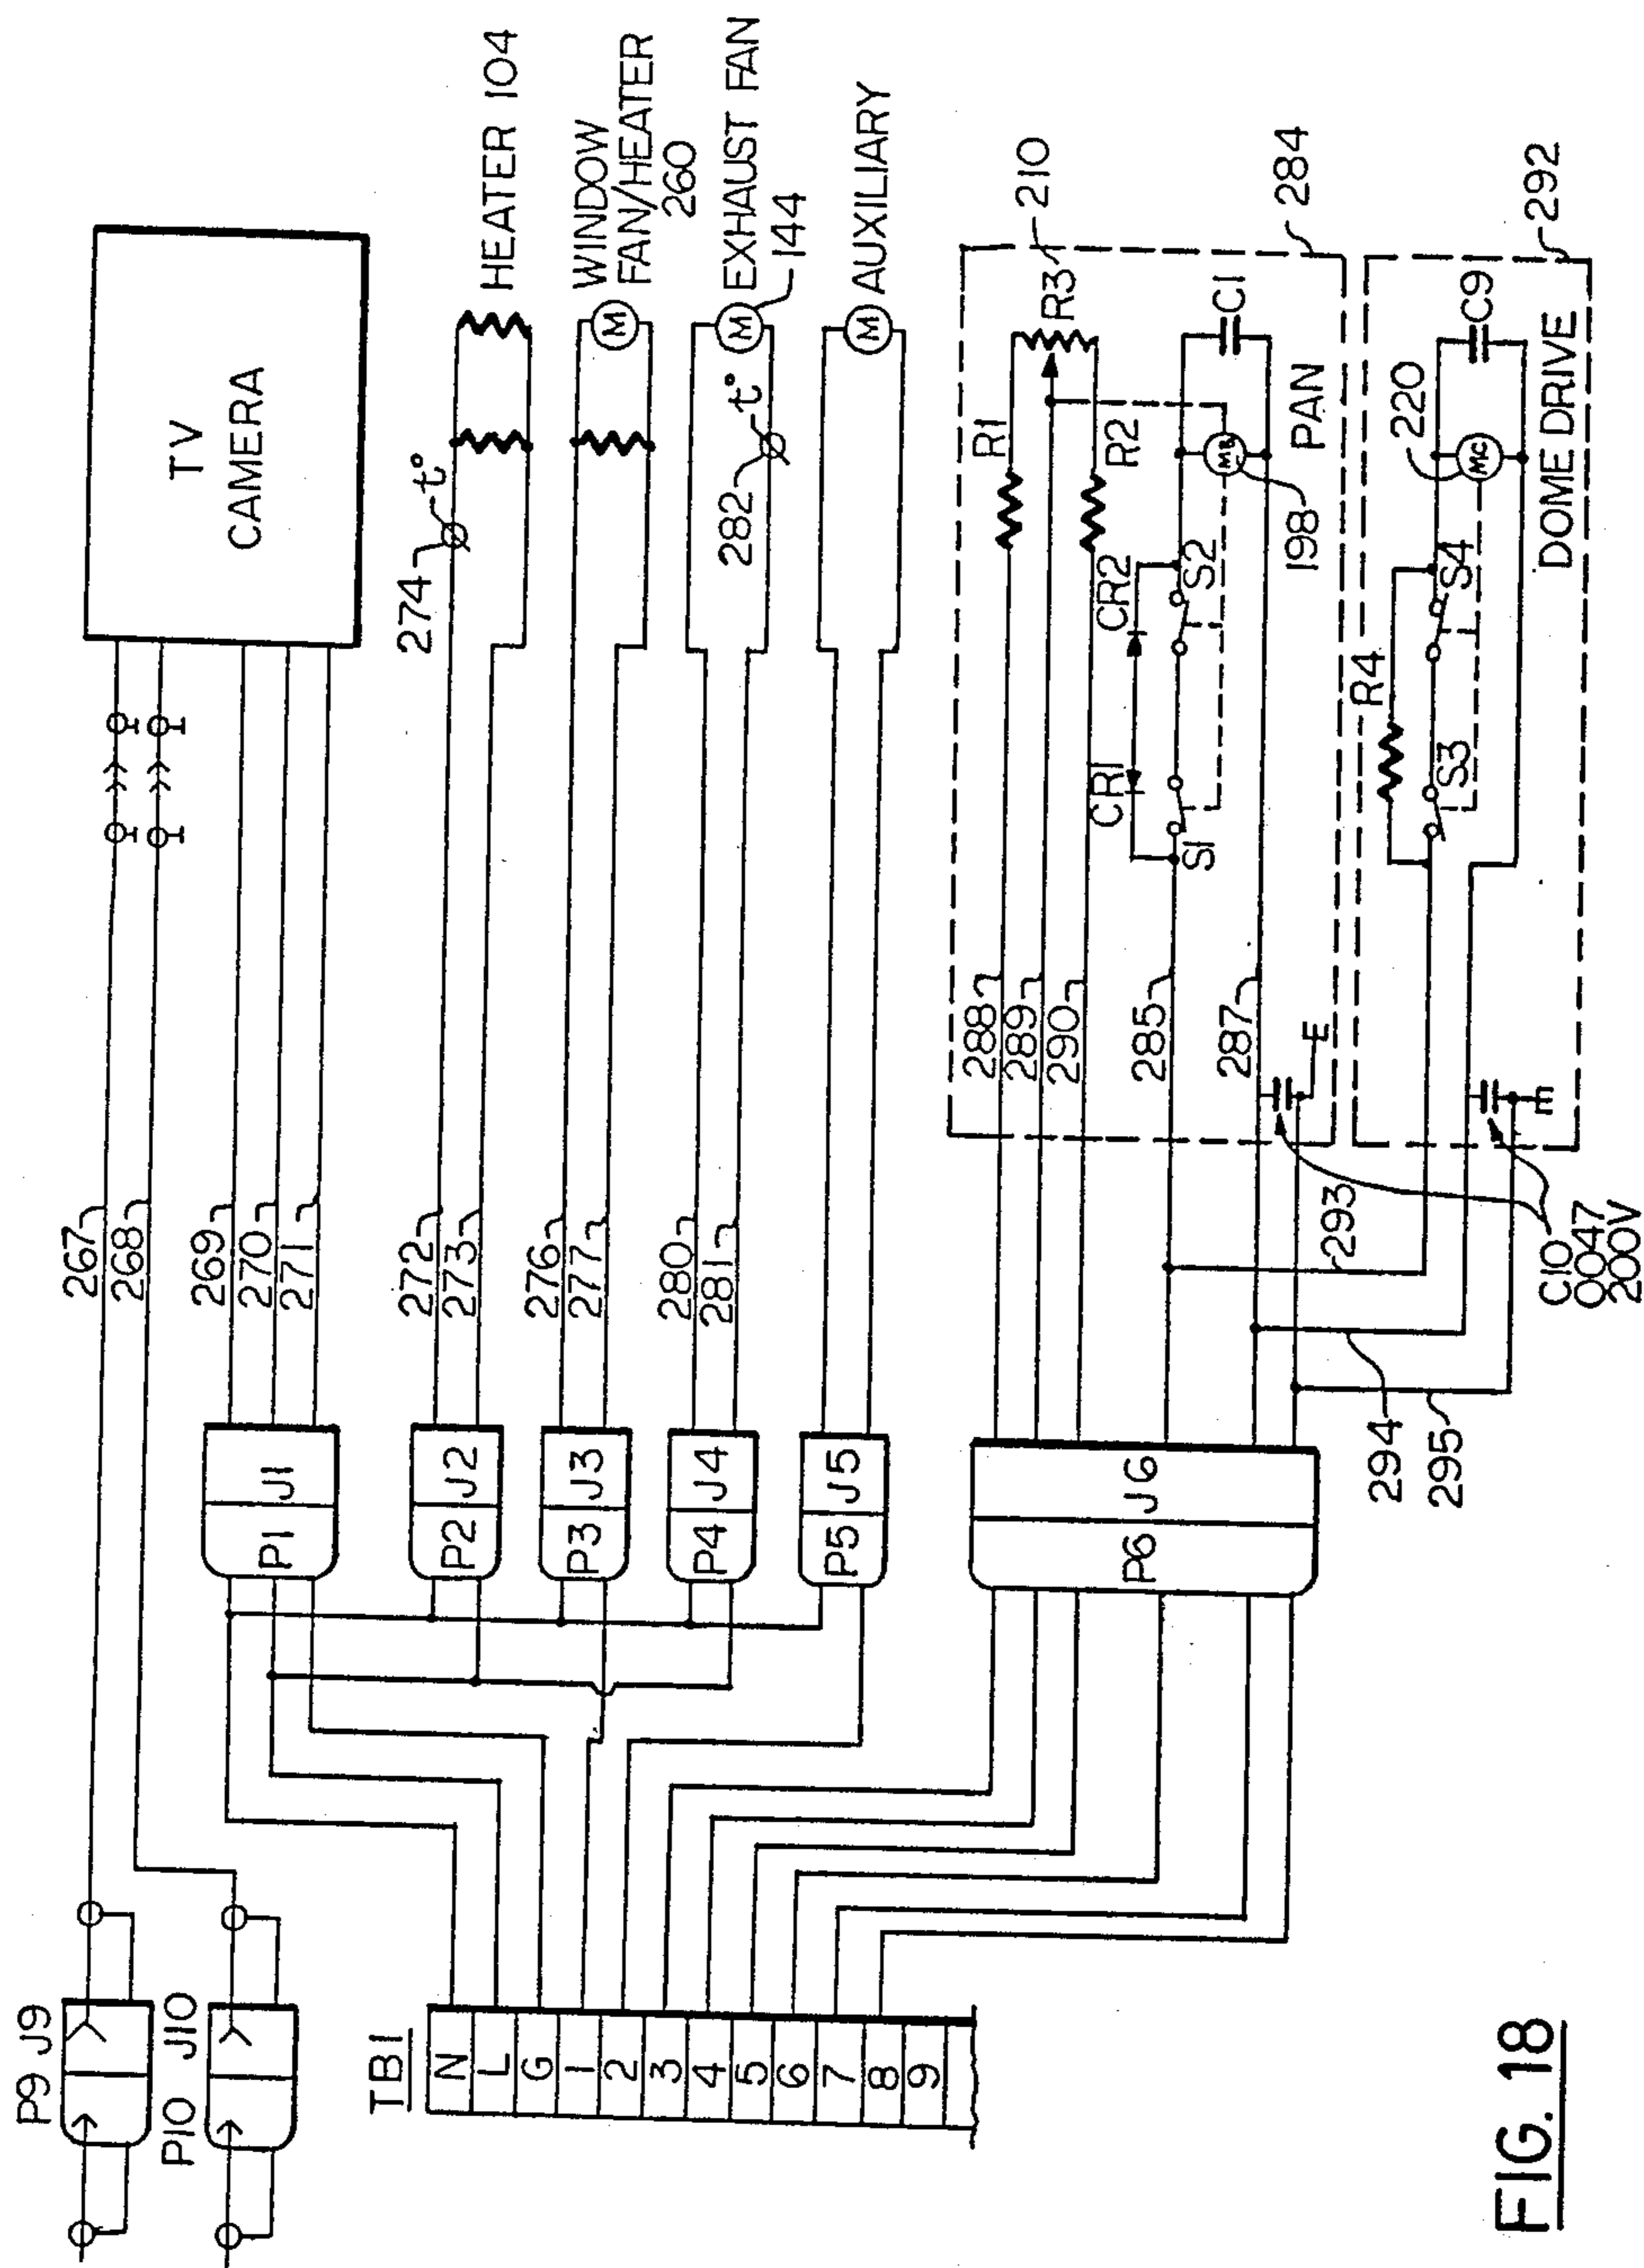 P9 J9
P10 J10
267
268
TV
CAMERA
269
270
271
P1 J1
274
t°
HEATER 104
272
273
P2 J2
WINDOW
FAN/HEATER
260
276
277
P3 J3
282
t°
EXHAUST FAN
144
280
281
P4 J4
AUXILIARY
P5 J5
TB1
N
L
G
1
2
3
4
5
6
7
8
9
P6 J6
288
289
290
285
287
R1
R2
R3
210
CR1
CR2
S1
S2
C1
198
PAN
284
E
293
294
295
C10
.0047
200V
R4
S3
S4
220
MC
C9
DOME DRIVE
292
E
M
M
M
FIG. 18